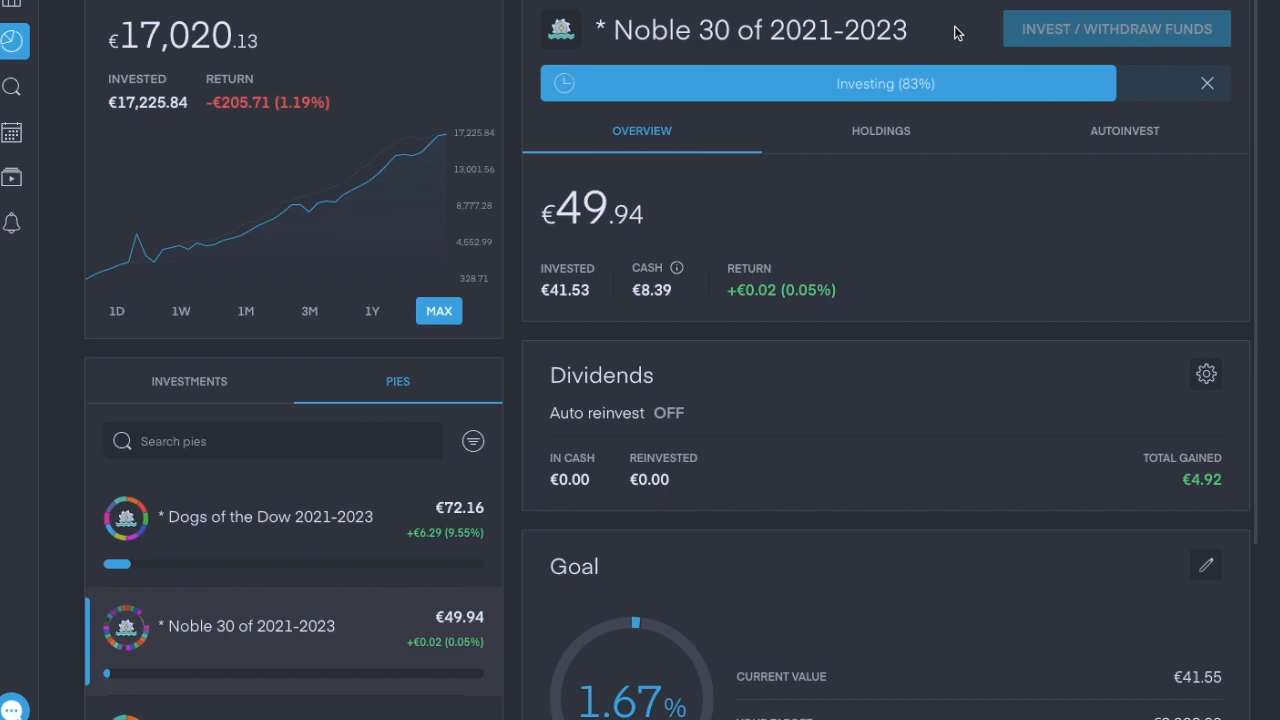 €17,020.13
INVESTED RETURN
€17,225.84 -€205.71 (1.19%)
17,225.84
13,001.56
8,777.28
4,552.99
328.71
1D 1W 1M 3M 1Y MAX
INVESTMENTS PIES
Search pies
* Dogs of the Dow 2021-2023
€72.16
+€6.29 (9.55%)
* Noble 30 of 2021-2023
€49.94
+€0.02 (0.05%)
* Noble 30 of 2021-2023
INVEST / WITHDRAW FUNDS
Investing (83%)
OVERVIEW HOLDINGS AUTOINVEST
€49.94
INVESTED CASH RETURN
€41.53 €8.39 +€0.02 (0.05%)
Dividends
Auto reinvest OFF
IN CASH REINVESTED TOTAL GAINED
€0.00 €0.00 €4.92
Goal
1.67%
CURRENT VALUE €41.55